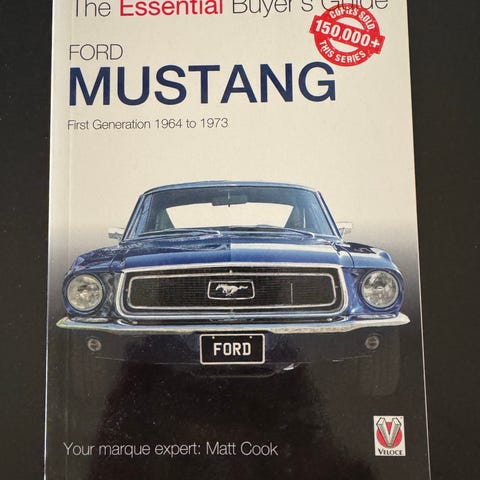 The Essential Buyer's Guide
COPIES SOLD
150,000+
THIS SERIES
FORD
MUSTANG
First Generation 1964 to 1973
FORD
Your marque expert: Matt Cook
V
VELOCE